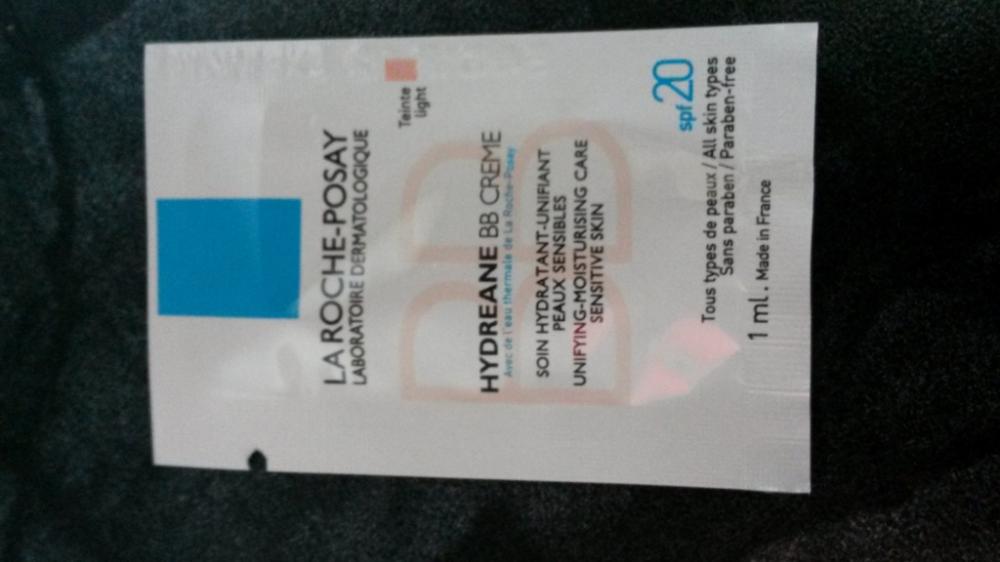 LA ROCHE-POSAY
LABORATOIRE DERMATOLOGIQUE
Teinte
light
HYDREANE BB CREME
Avec de l'eau thermale de La Roche-Posay
SOIN HYDRATANT-UNIFIANT
PEAUX SENSIBLES
UNIFYING-MOISTURISING CARE
SENSITIVE SKIN
BB
spf 20
Tous types de peaux / All skin types
Sans paraben / Paraben-free
1 ml . Made in France